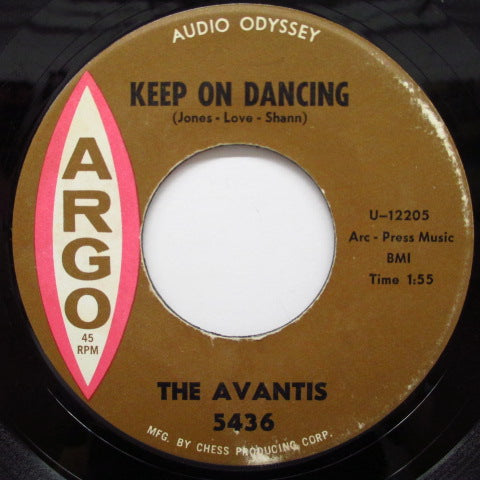 AUDIO ODYSSEY
KEEP ON DANCING
(Jones - Love - Shann)
ARGO
45
RPM
U-12205
Arc - Press Music
BMI
Time 1:55
THE AVANTIS
5436
MFG. BY CHESS PRODUCING CORP.